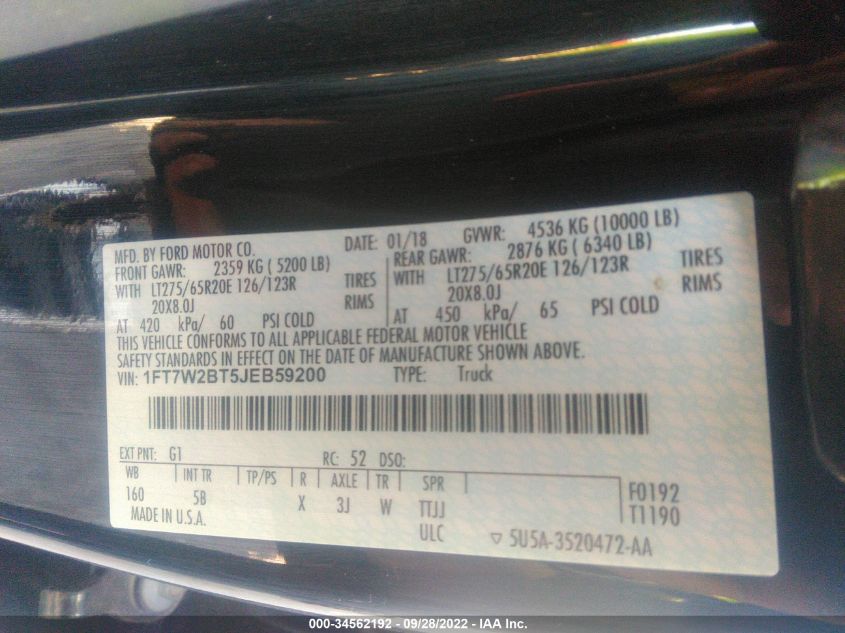 MFD. BY FORD MOTOR CO. DATE: 01/18 GVWR: 4536 KG (10000 LB)
FRONT GAWR: 2359 KG ( 5200 LB) REAR GAWR: 2876 KG ( 6340 LB)
WITH LT275/65R20E 126/123R TIRES WITH LT275/65R20E 126/123R TIRES
20X8.0J RIMS 20X8.0J RIMS
AT 420 kPa/ 60 PSI COLD AT 450 kPa/ 65 PSI COLD
THIS VEHICLE CONFORMS TO ALL APPLICABLE FEDERAL MOTOR VEHICLE
SAFETY STANDARDS IN EFFECT ON THE DATE OF MANUFACTURE SHOWN ABOVE.
VIN: 1FT7W2BT5JEB59200 TYPE: Truck
EXT PNT: G1 RC: 52 DSO:
WB INT TR TP/PS R AXLE TR SPR
160 5B X 3J W TTJJ F0192
MADE IN U.S.A. ULC T1190
▽ 5U5A-3520472-AA
000-34562192 - 09/28/2022 - IAA Inc.